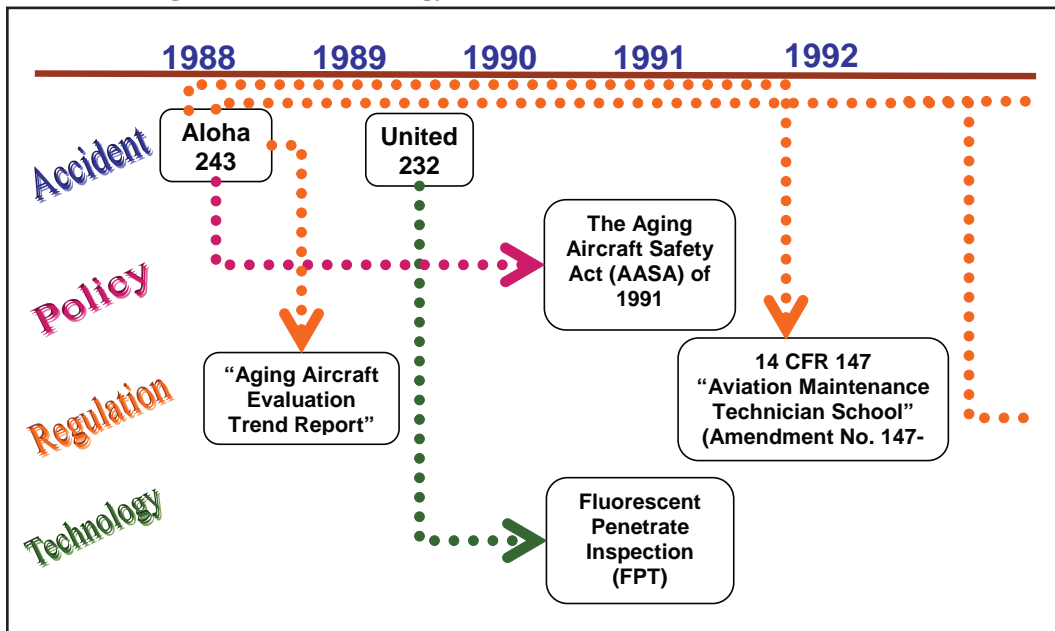 1988 1989 1990 1991 1992
Accident
Aloha
243
United
232
Policy
The Aging
Aircraft Safety
Act (AASA) of
1991
Regulation
“Aging Aircraft
Evaluation
Trend Report”
14 CFR 147
“Aviation Maintenance
Technician School”
(Amendment No. 147-
Technology
Fluorescent
Penetrate
Inspection
(FPT)